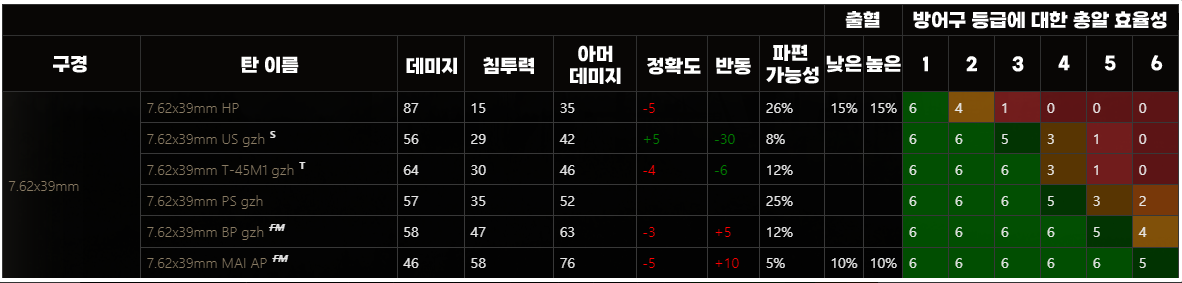 출혈 방어구 등급에 대한 총알 효율성
구경 탄 이름 데미지 침투력 아머 데미지 정확도 반동 파편 가능성 낮은 높은 1 2 3 4 5 6
7.62x39mm
7.62x39mm HP 87 15 35 -5 26% 15% 15% 6 4 1 0 0 0
7.62x39mm US gzh S 56 29 42 +5 -30 8% 6 6 5 3 1 0
7.62x39mm T-45M1 gzh T 64 30 46 -4 -6 12% 6 6 6 3 1 0
7.62x39mm PS gzh 57 35 52 25% 6 6 6 5 3 2
7.62x39mm BP gzh FM 58 47 63 -3 +5 12% 6 6 6 6 5 4
7.62x39mm MAI AP FM 46 58 76 -5 +10 5% 10% 10% 6 6 6 6 6 5